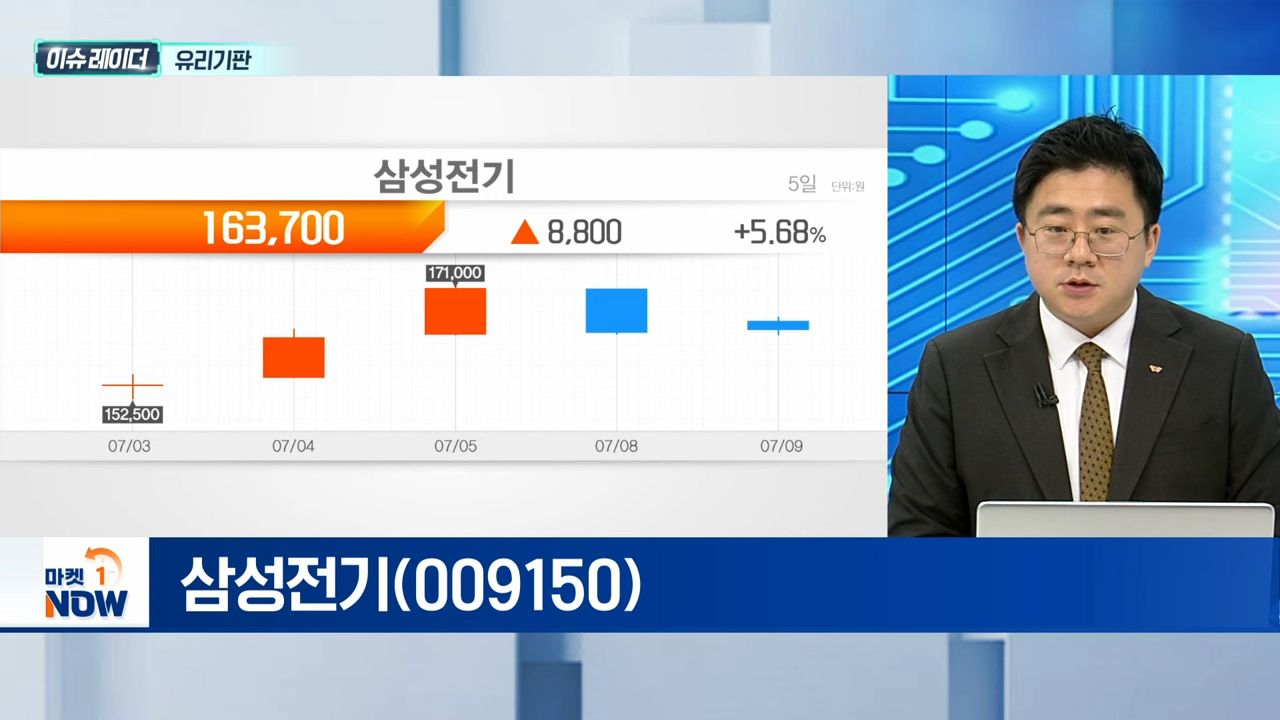 이슈 레이더 유리기판
삼성전기
5일 단위:원
163,700 ▲ 8,800 +5.68%
171,000
152,500
07/03 07/04 07/05 07/08 07/09
마켓 1
NOW
삼성전기(009150)